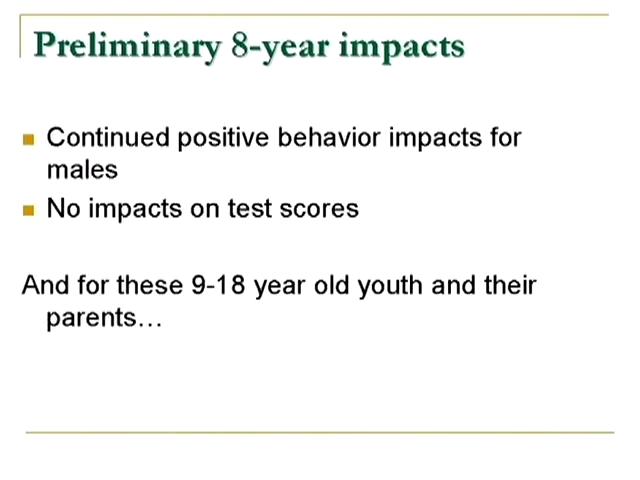 Preliminary 8-year impacts
Continued positive behavior impacts for
males
No impacts on test scores
And for these 9-18 year old youth and their
parents…